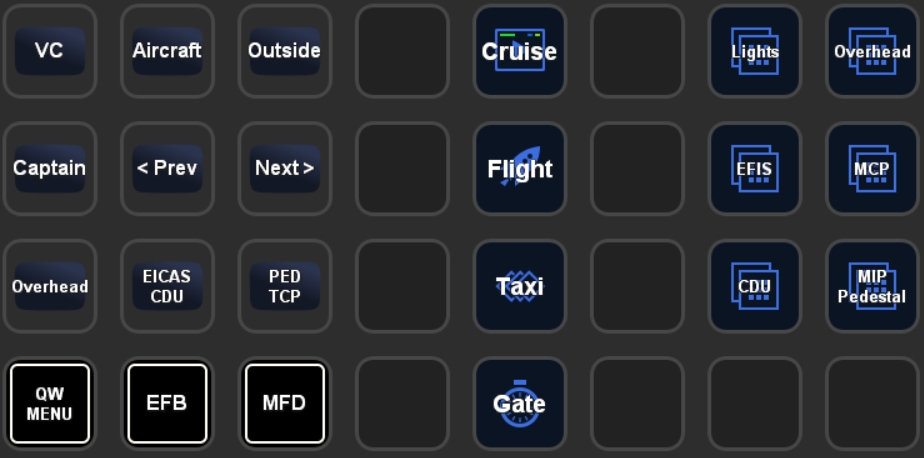 VC
Aircraft
Outside
Cruise
Lights
Overhead
Captain
< Prev
Next >
Flight
EFIS
MCP
Overhead
EICAS
CDU
PED
TCP
Taxi
CDU
MIP
Pedestal
QW
MENU
EFB
MFD
Gate